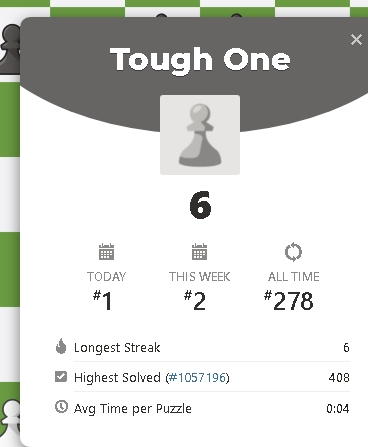 Tough One
6
TODAY THIS WEEK ALL TIME
#1 #2 #278
Longest Streak 6
Highest Solved (#1057196) 408
Avg Time per Puzzle 0:04